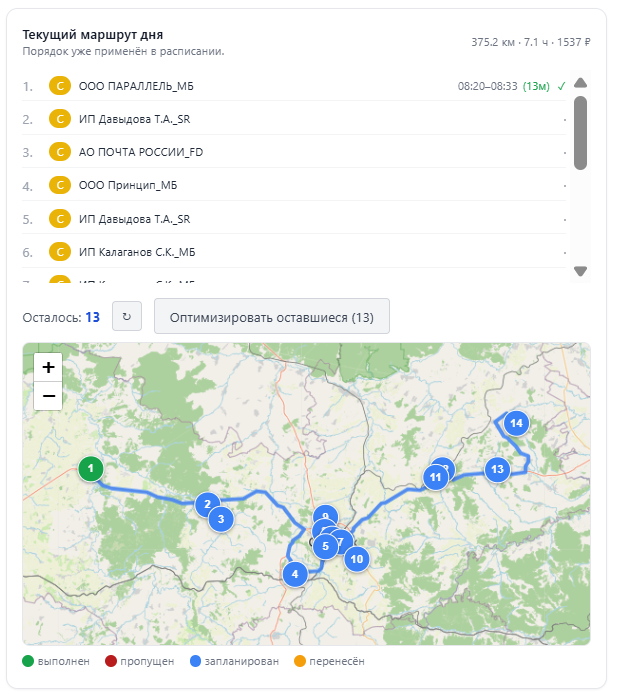 Текущий маршрут дня
375.2 км · 7.1 ч · 1537 ₽
Порядок уже применён в расписании.
1. С ООО ПАРАЛЛЕЛЬ_МБ 08:20–08:33 (13м) ✓
2. С ИП Давыдова Т.А._SR ·
3. С АО ПОЧТА РОССИИ_FD ·
4. С ООО Принцип_МБ ·
5. С ИП Давыдова Т.А._SR ·
6. С ИП Калаганов С.К._МБ ·
Осталось: 13 ↻ Оптимизировать оставшиеся (13)
+
−
14
1
11
13
2
9
3
5
7
10
4
выполнен
пропущен
запланирован
перенесён